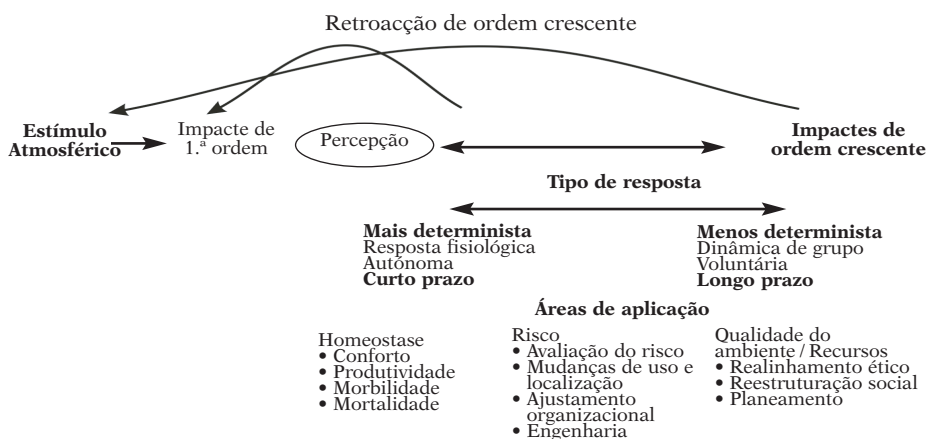 Retroacção de ordem crescente
Estímulo
Atmosférico
Impacte de
1.ª ordem
Percepção
Impactes de
ordem crescente
Tipo de resposta
Mais determinista
Resposta fisiológica
Autónoma
Curto prazo
Menos determinista
Dinâmica de grupo
Voluntária
Longo prazo
Áreas de aplicação
Homeostase
• Conforto
• Produtividade
• Morbilidade
• Mortalidade
Risco
• Avaliação do risco
• Mudanças de uso e
localização
• Ajustamento
organizacional
• Engenharia
Qualidade do
ambiente / Recursos
• Realinhamento ético
• Reestruturação social
• Planeamento